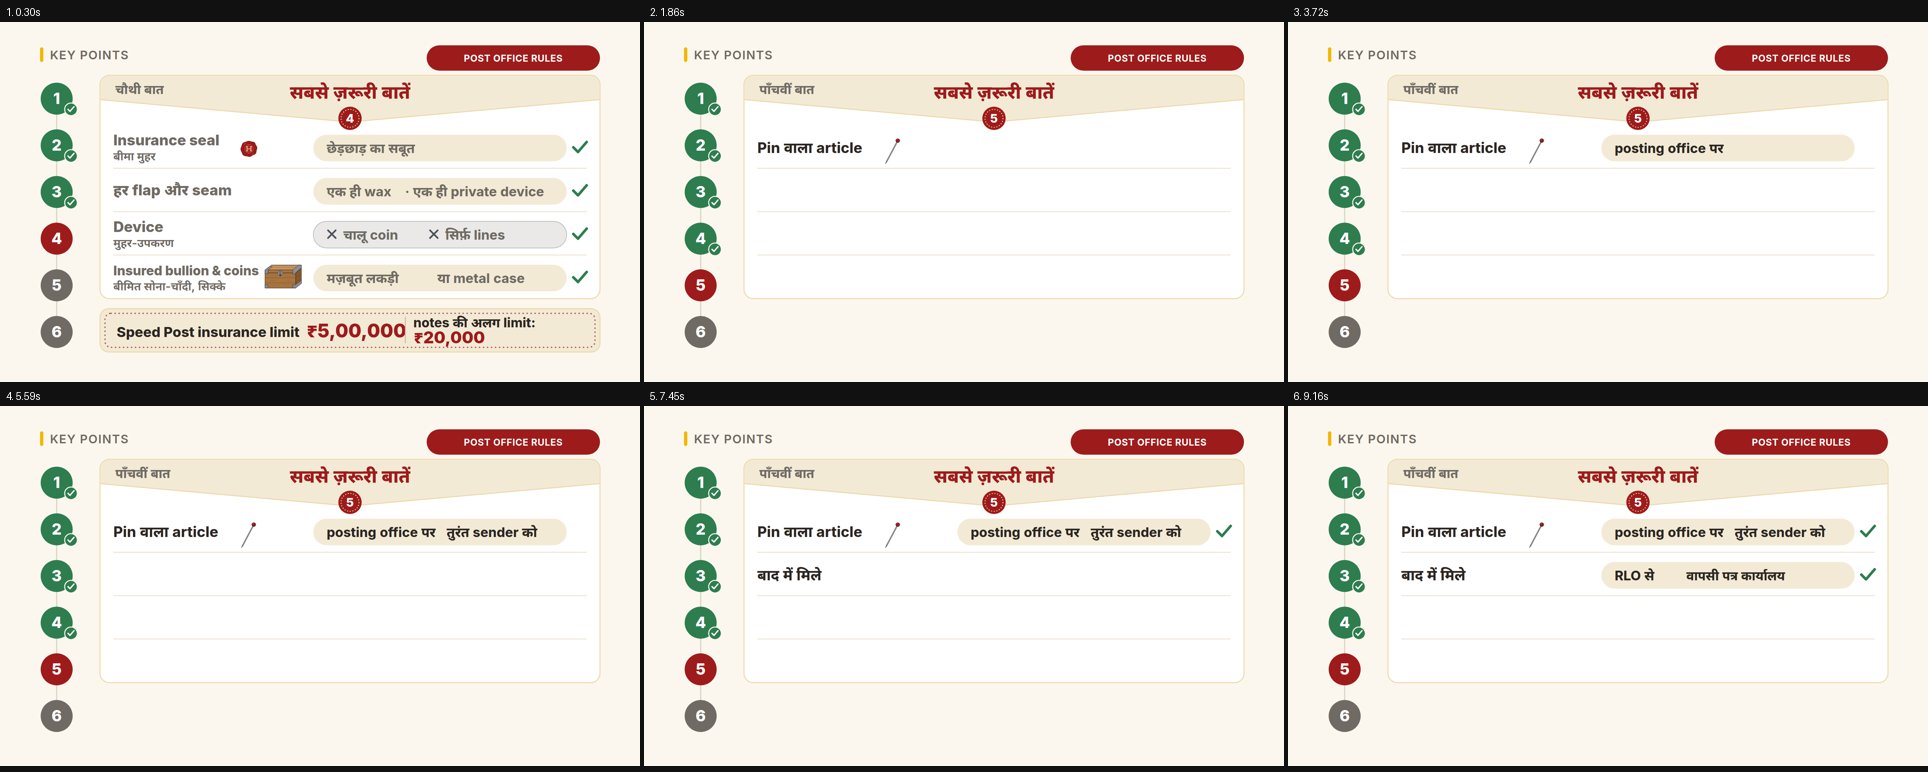 1. 0.30s
KEY POINTS
POST OFFICE RULES
चौथी बात
सबसे ज़रूरी बातें
4
1
2
3
4
5
6
Insurance seal
बीमा मुहर
H
छेड़छाड़ का सबूत
हर flap और seam
एक ही wax · एक ही private device
Device
मुहर-उपकरण
चालू coin सिर्फ़ lines
Insured bullion & coins
बीमित सोना-चाँदी, सिक्के
मज़बूत लकड़ी या metal case
Speed Post insurance limit ₹5,00,000
notes की अलग limit:
₹20,000
2. 1.86s
KEY POINTS
POST OFFICE RULES
पाँचवीं बात
सबसे ज़रूरी बातें
5
1
2
3
4
5
6
Pin वाला article
3. 3.72s
KEY POINTS
POST OFFICE RULES
पाँचवीं बात
सबसे ज़रूरी बातें
5
1
2
3
4
5
6
Pin वाला article
posting office पर
4. 5.59s
KEY POINTS
POST OFFICE RULES
पाँचवीं बात
सबसे ज़रूरी बातें
5
1
2
3
4
5
6
Pin वाला article
posting office पर तुरंत sender को
5. 7.45s
KEY POINTS
POST OFFICE RULES
पाँचवीं बात
सबसे ज़रूरी बातें
5
1
2
3
4
5
6
Pin वाला article
posting office पर तुरंत sender को
बाद में मिले
6. 9.16s
KEY POINTS
POST OFFICE RULES
पाँचवीं बात
सबसे ज़रूरी बातें
5
1
2
3
4
5
6
Pin वाला article
posting office पर तुरंत sender को
बाद में मिले
RLO से वापसी पत्र कार्यालय